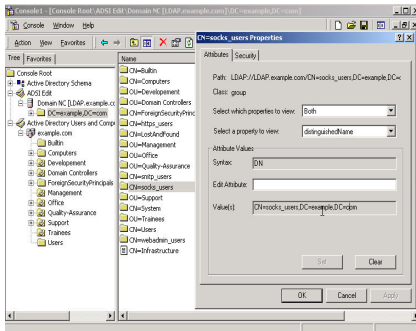 Console1 - [Console Root\ADSI Edit\Domain NC [LDAP.example.com]\DC=example,DC=com]
Console Window Help
Action View Favorites
Tree Favorites
Console Root
Active Directory Schema
ADSI Edit
Domain NC [LDAP.example.cc
DC=example,DC=com
Active Directory Users and Compu
example.com
Builtin
Computers
Developement
Domain Controllers
ForeignSecurityPrincipals
Management
Office
Quality-Assurance
Support
Trainees
Users
Name
CN=Builtin
CN=Computers
OU=Development
OU=Domain Controllers
CN=ForeignSecurityPrinc
CN=https_users
CN=LostAndFound
OU=Management
OU=Office
OU=Quality-Assurance
CN=smtp_users
CN=socks_users
OU=Support
CN=System
OU=Trainees
CN=Users
CN=webadmin_users
CN=Infrastructure
CN=socks_users Properties
Attributes Security
Path: LDAP://LDAP.example.com/CN=socks_users,DC=example,DC=c
Class: group
Select which properties to view: Both
Select a property to view: distinguishedName
Attribute Values
Syntax: DN
Edit Attribute:
Value(s): CN=socks_users,DC=example,DC=com
Set Clear
OK Cancel Apply